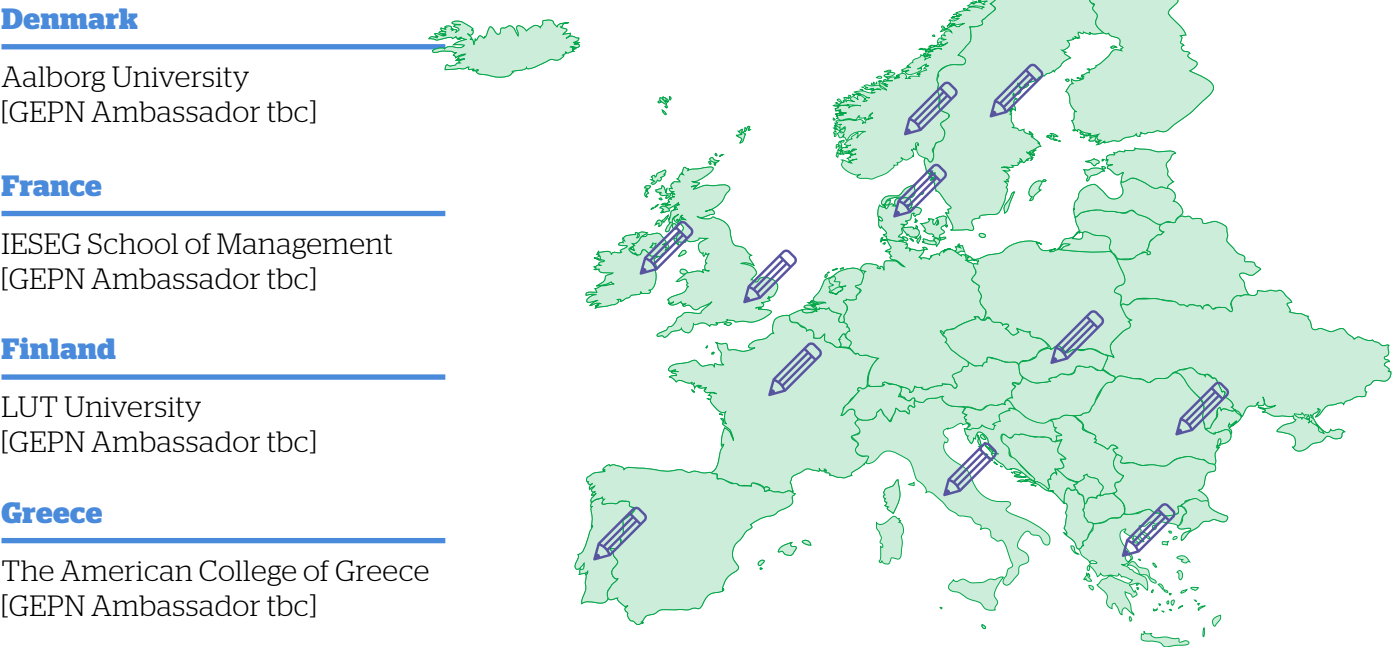 Denmark
Aalborg University
[GEPN Ambassador tbc]
France
IESEG School of Management
[GEPN Ambassador tbc]
Finland
LUT University
[GEPN Ambassador tbc]
Greece
The American College of Greece
[GEPN Ambassador tbc]